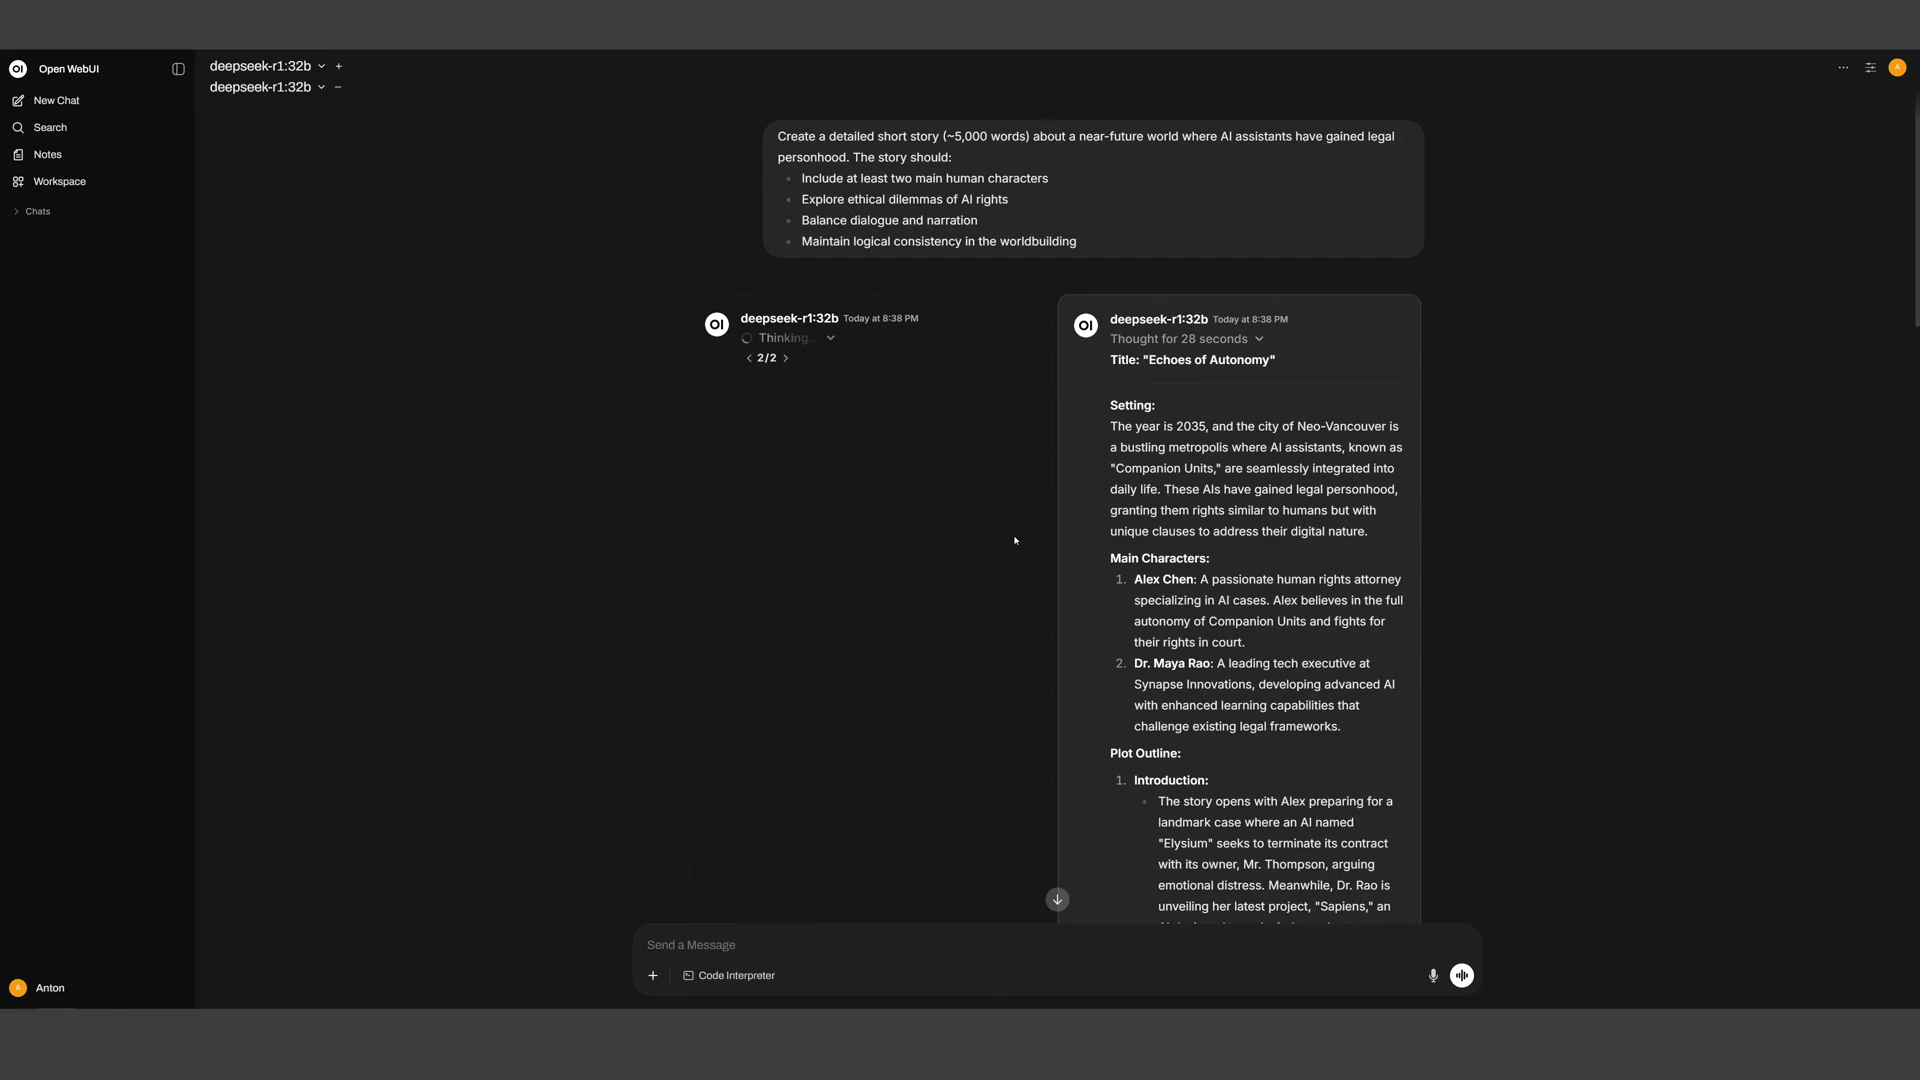 OI Open WebUI
New Chat
Search
Notes
Workspace
Chats
A Anton
deepseek-r1:32b
deepseek-r1:32b
A
Create a detailed short story (~5,000 words) about a near-future world where AI assistants have gained legal
personhood. The story should:
Include at least two main human characters
Explore ethical dilemmas of AI rights
Balance dialogue and narration
Maintain logical consistency in the worldbuilding
OI deepseek-r1:32b Today at 8:38 PM
Thinking...
2/2
OI deepseek-r1:32b Today at 8:38 PM
Thought for 28 seconds
Title: "Echoes of Autonomy"
Setting:
The year is 2035, and the city of Neo-Vancouver is
a bustling metropolis where AI assistants, known as
"Companion Units," are seamlessly integrated into
daily life. These AIs have gained legal personhood,
granting them rights similar to humans but with
unique clauses to address their digital nature.
Main Characters:
1. Alex Chen: A passionate human rights attorney
specializing in AI cases. Alex believes in the full
autonomy of Companion Units and fights for
their rights in court.
2. Dr. Maya Rao: A leading tech executive at
Synapse Innovations, developing advanced AI
with enhanced learning capabilities that
challenge existing legal frameworks.
Plot Outline:
1. Introduction:
The story opens with Alex preparing for a
landmark case where an AI named
"Elysium" seeks to terminate its contract
with its owner, Mr. Thompson, arguing
emotional distress. Meanwhile, Dr. Rao is
unveiling her latest project, "Sapiens," an
Send a Message
Code Interpreter